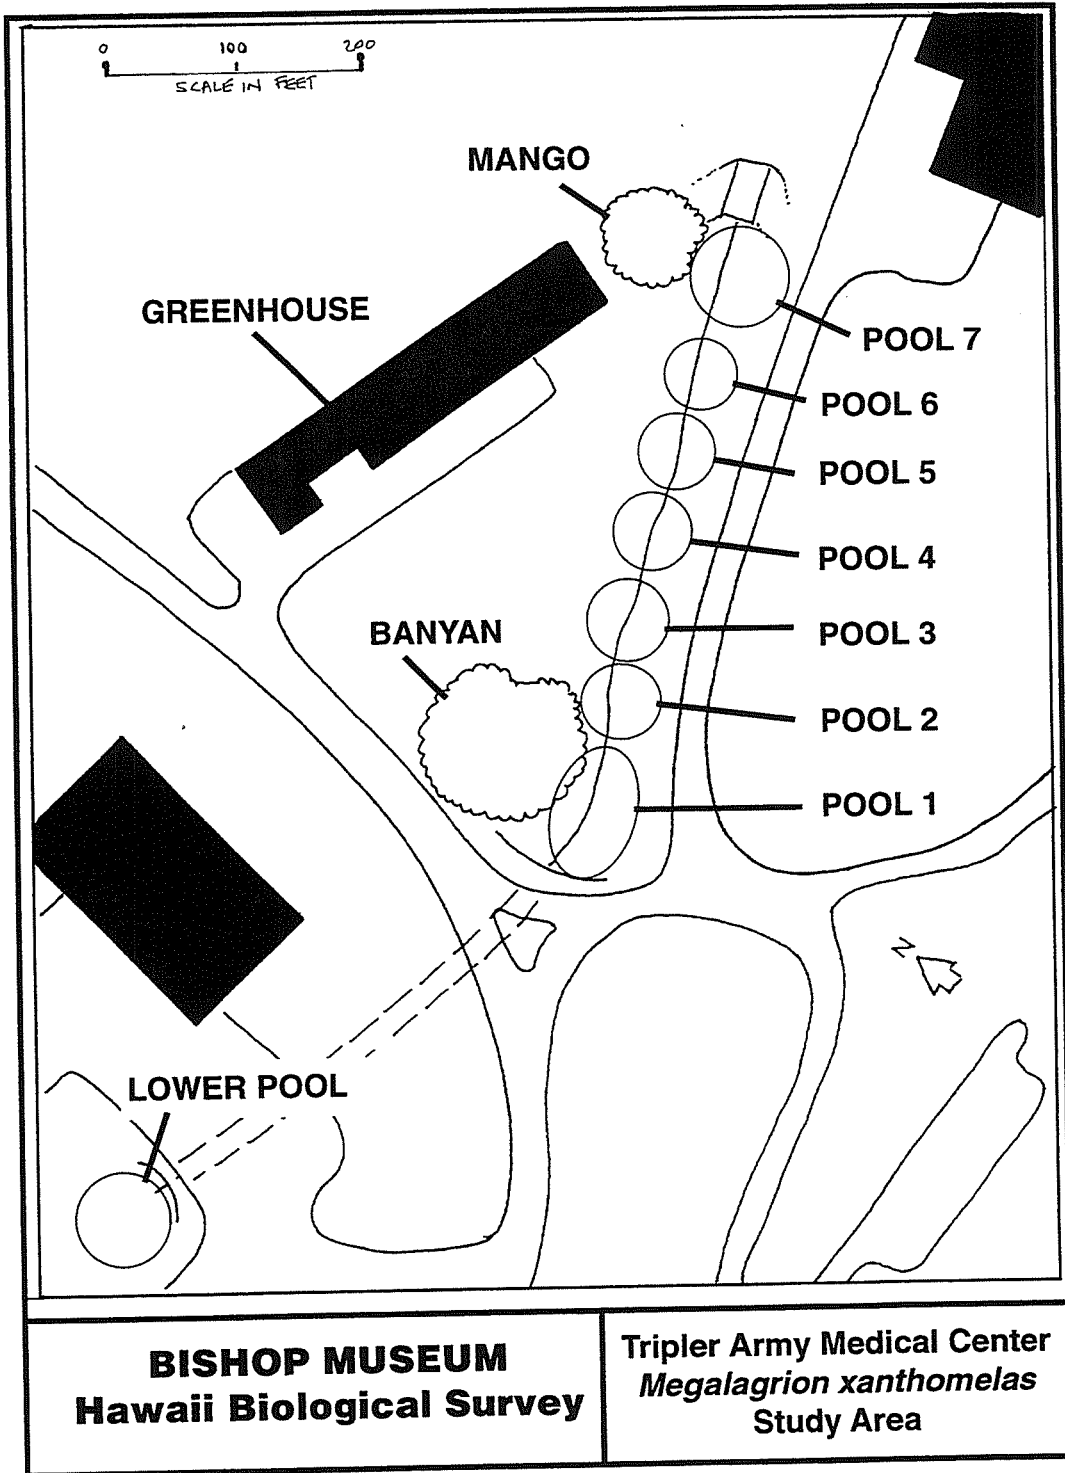 0 100 200
SCALE IN FEET
MANGO
GREENHOUSE
POOL 7
POOL 6
POOL 5
POOL 4
BANYAN
POOL 3
POOL 2
POOL 1
N
LOWER POOL
BISHOP MUSEUM
Hawaii Biological Survey
Tripler Army Medical Center
Megalagrion xanthomelas
Study Area